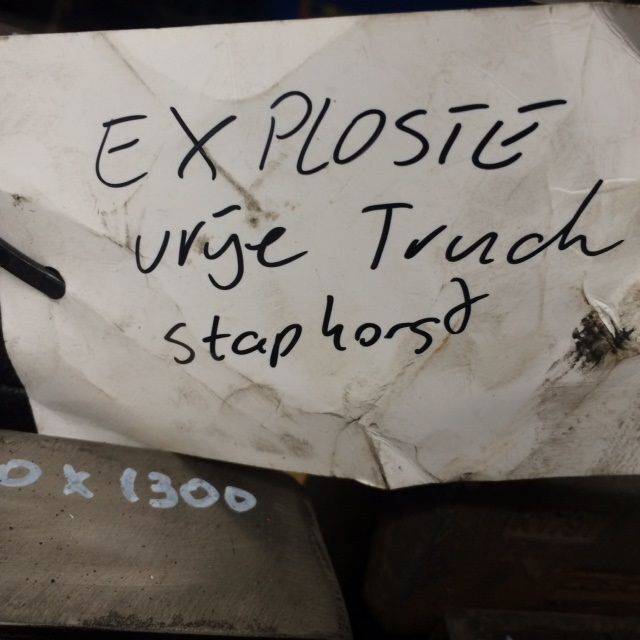 EXPLOSIE
vrije Truck
staphorst
0 x 1300